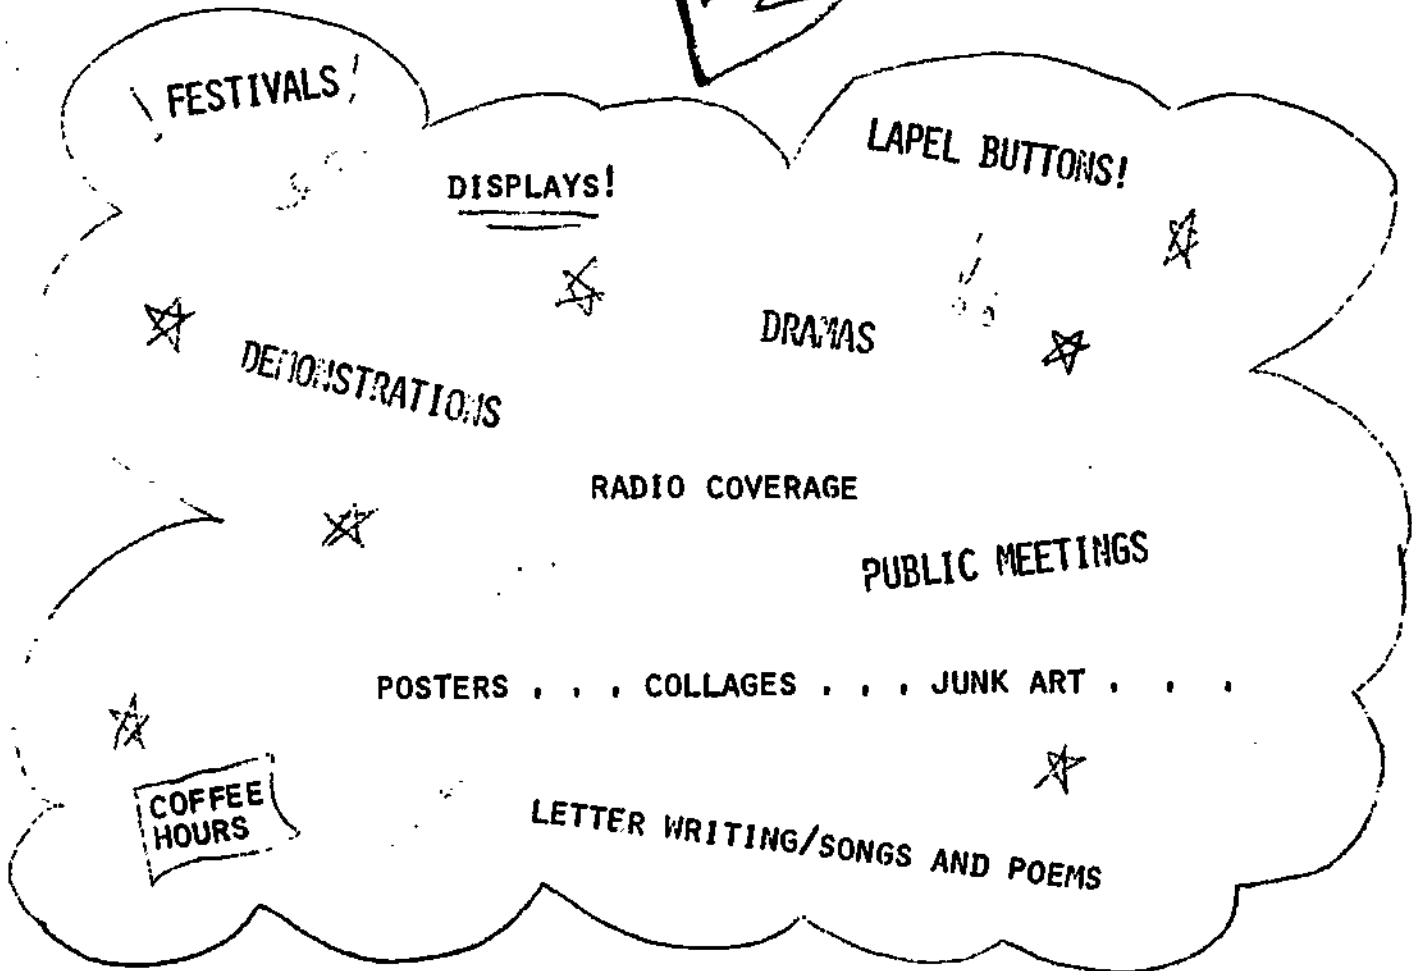 ! FESTIVALS !
LAPEL BUTTONS!
DISPLAYS!
DRAMAS
DEMONSTRATIONS
RADIO COVERAGE
PUBLIC MEETINGS
POSTERS . . . COLLAGES . . . JUNK ART . . .
COFFEE
HOURS
LETTER WRITING/SONGS AND POEMS